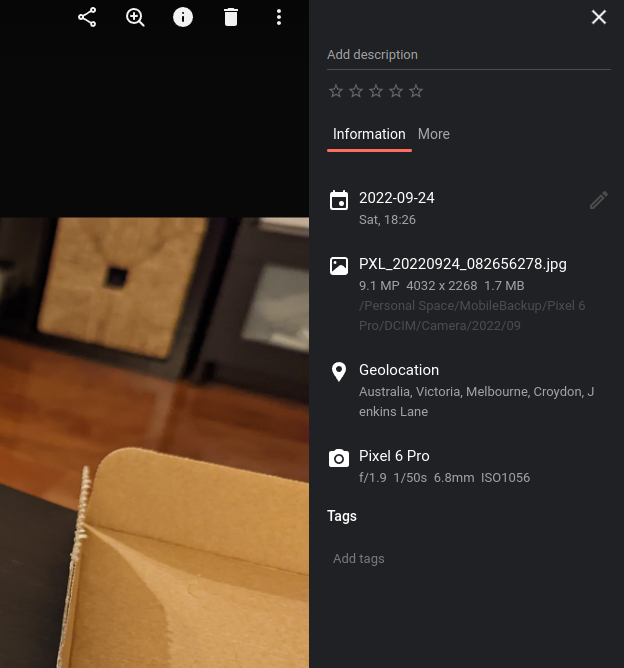 Add description
Information More
2022-09-24
Sat, 18:26
PXL_20220924_082656278.jpg
9.1 MP 4032 x 2268 1.7 MB
/Personal Space/MobileBackup/Pixel 6
Pro/DCIM/Camera/2022/09
Geolocation
Australia, Victoria, Melbourne, Croydon, J
enkins Lane
Pixel 6 Pro
f/1.9 1/50s 6.8mm ISO1056
Tags
Add tags